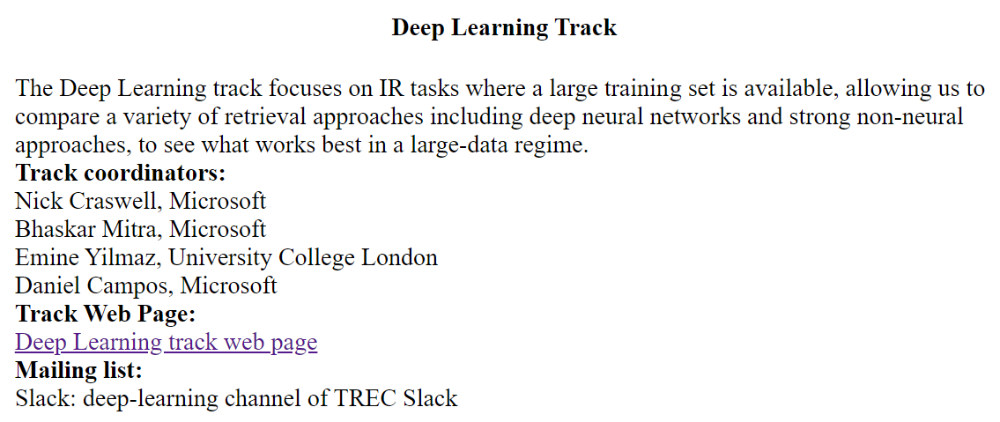 Deep Learning Track
The Deep Learning track focuses on IR tasks where a large training set is available, allowing us to
compare a variety of retrieval approaches including deep neural networks and strong non-neural
approaches, to see what works best in a large-data regime.
Track coordinators:
Nick Craswell, Microsoft
Bhaskar Mitra, Microsoft
Emine Yilmaz, University College London
Daniel Campos, Microsoft
Track Web Page:
Deep Learning track web page
Mailing list:
Slack: deep-learning channel of TREC Slack